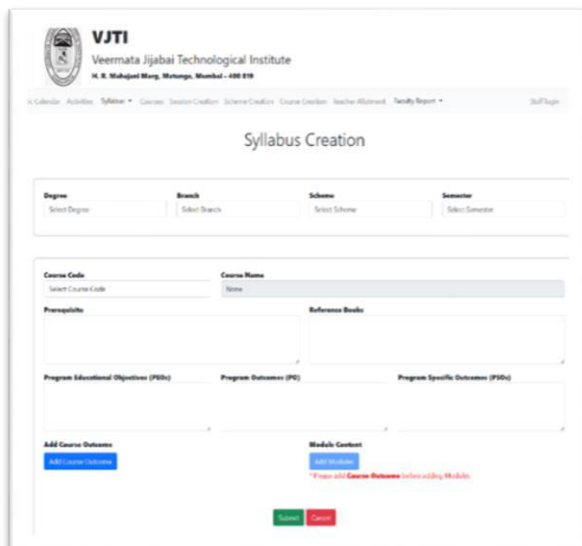 VJTI
Veermata Jijabai Technological Institute
H. R. Mahajani Marg, Matunga, Mumbai - 400 019
Calendar Activities Syllabus Courses Session Creation Scheme Creation Course Creation Teacher Allotment Faculty Report Staff login
Syllabus Creation
Degree Branch Scheme Semester
Select Degree Select Branch Select Scheme Select Semester
Course Code Course Name
Select Course Code None
Prerequisite Reference Books
Program Educational Objectives (PEOs) Program Outcomes (PO) Program Specific Outcomes (PSOs)
Add Course Outcome Module Content
Add Course Outcome Add Modules
*Please add Course Outcome before adding Modules
Submit Cancel